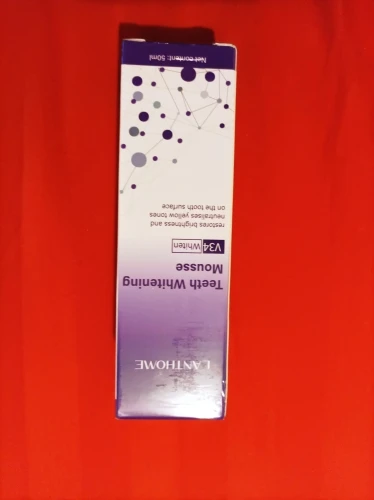 LANTHOME
Teeth Whitening
Mousse
V34 Whiten
restores brightness and
neutralises yellow tones
on the tooth surface
Net content: 50ml